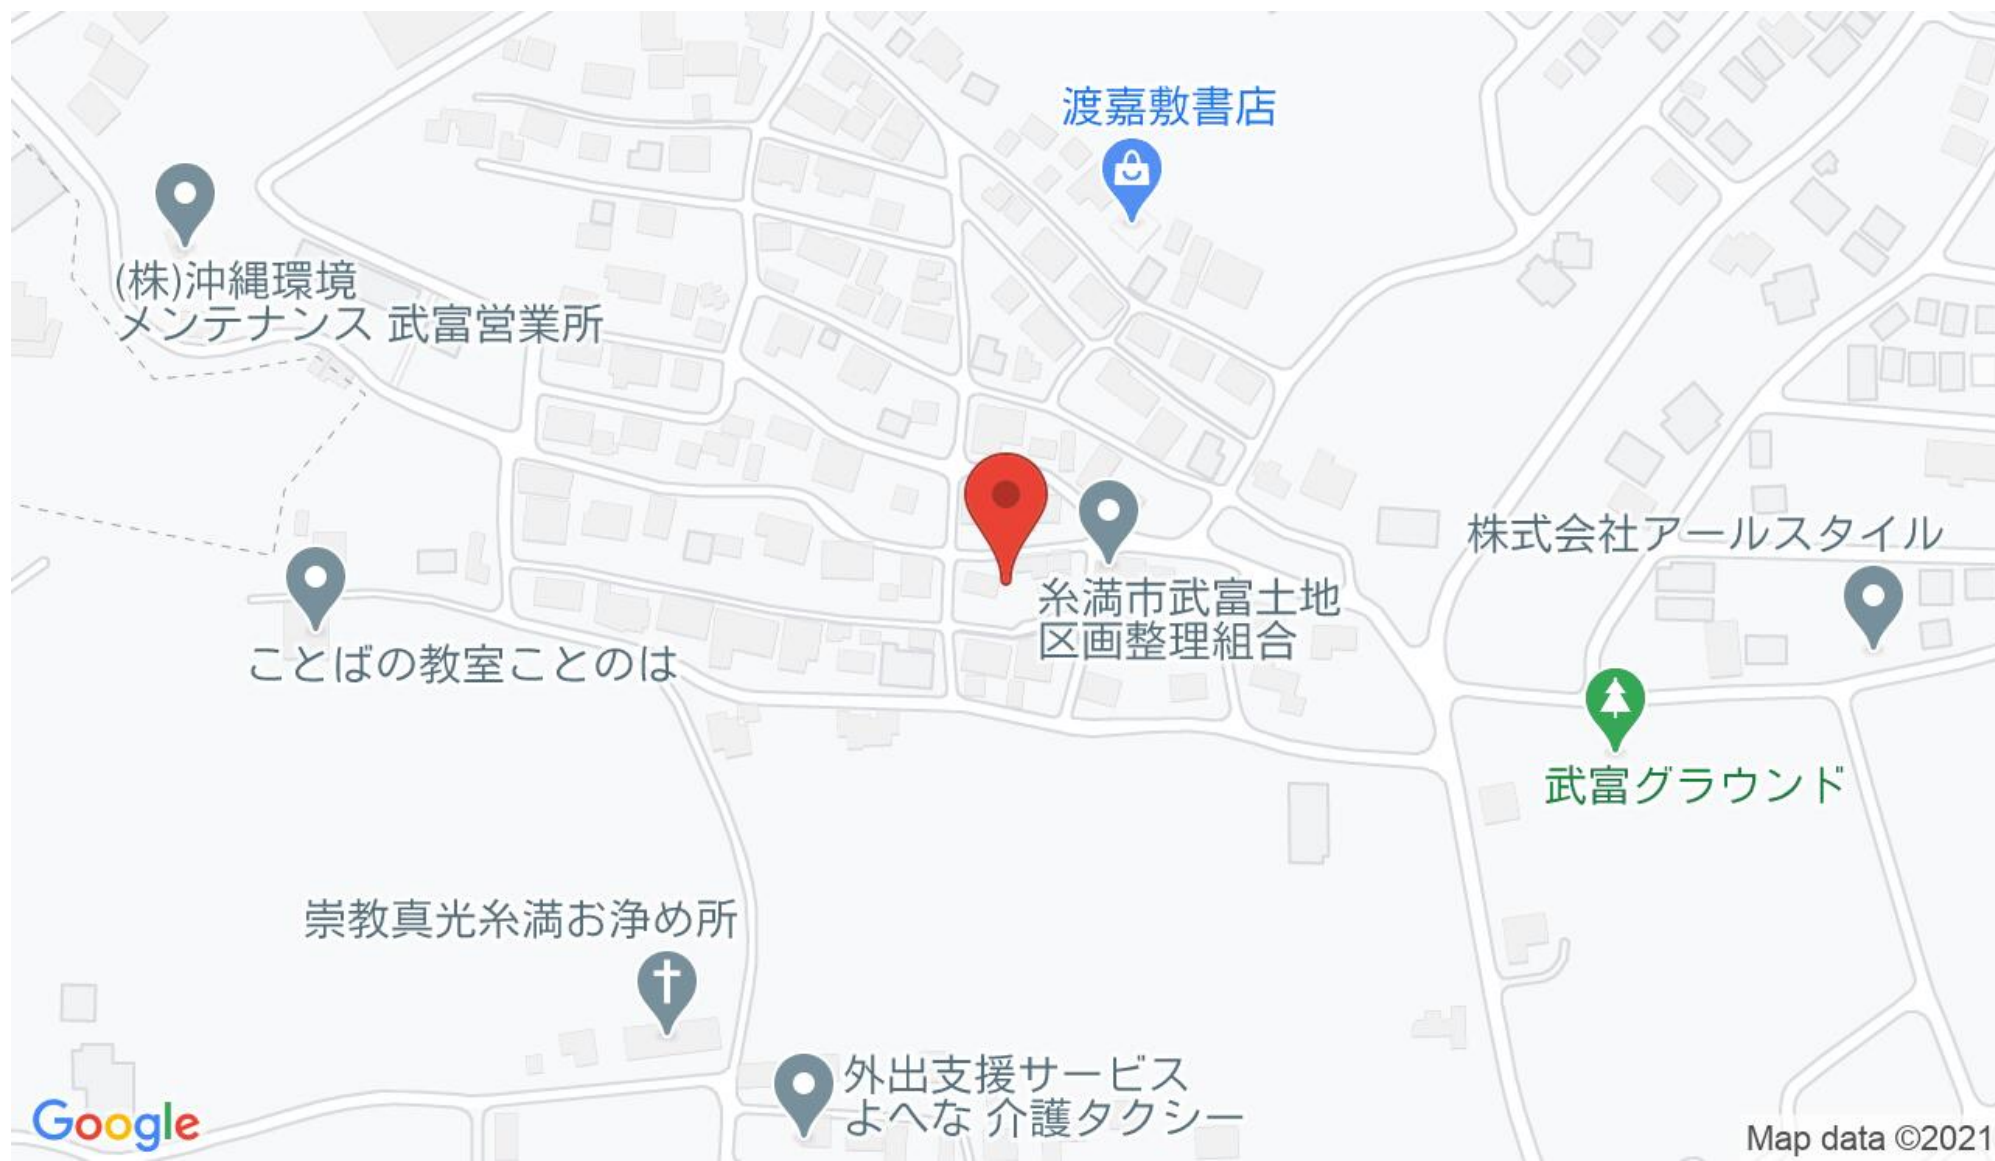 渡嘉敷書店
(株)沖縄環境
メンテナンス 武富営業所
株式会社アールスタイル
糸満市武富土地
区画整理組合
ことばの教室ことのは
武富グラウンド
崇教真光糸満お浄め所
外出支援サービス
よへな 介護タクシー
Google
Map data ©2021